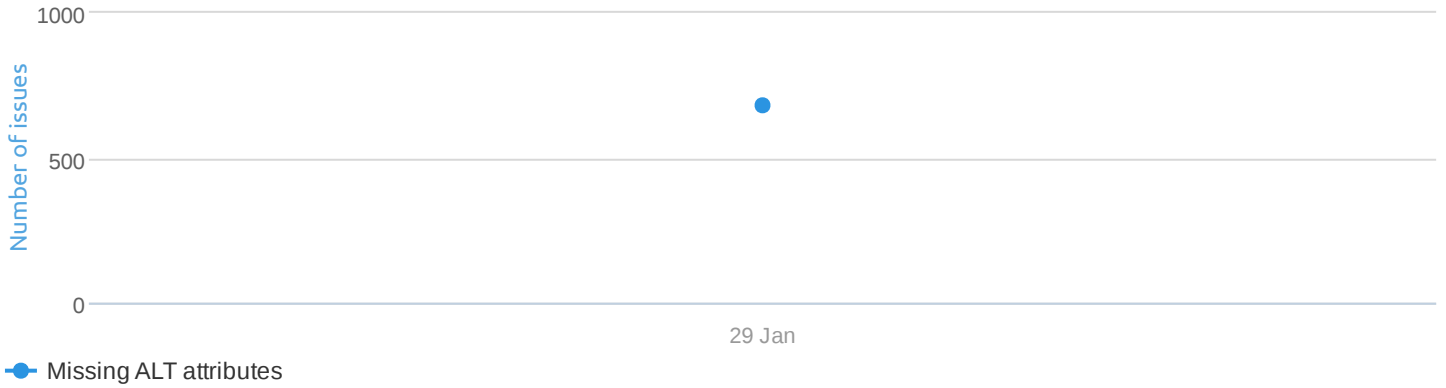 1000
Number of issues
500
0
29 Jan
Missing ALT attributes